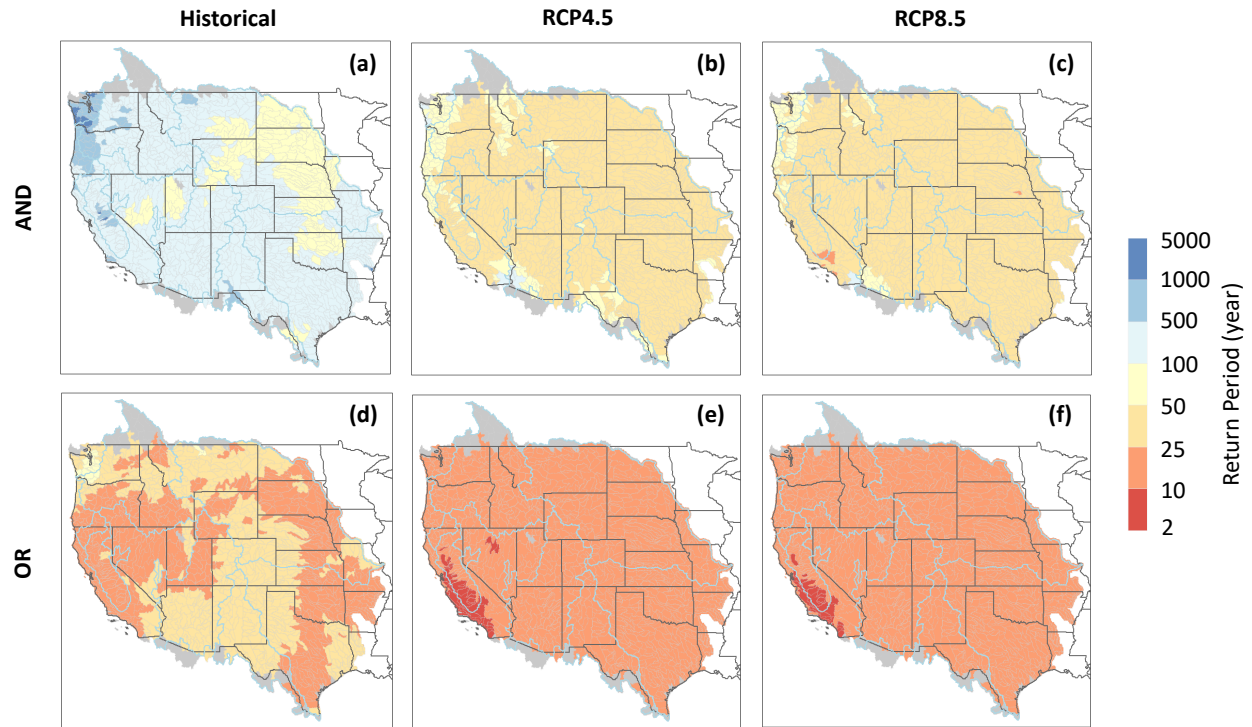 Historical
RCP4.5
RCP8.5
AND
(a)
(b)
(c)
OR
(d)
(e)
(f)
5000
1000
500
100
50
25
10
2
Return Period (year)